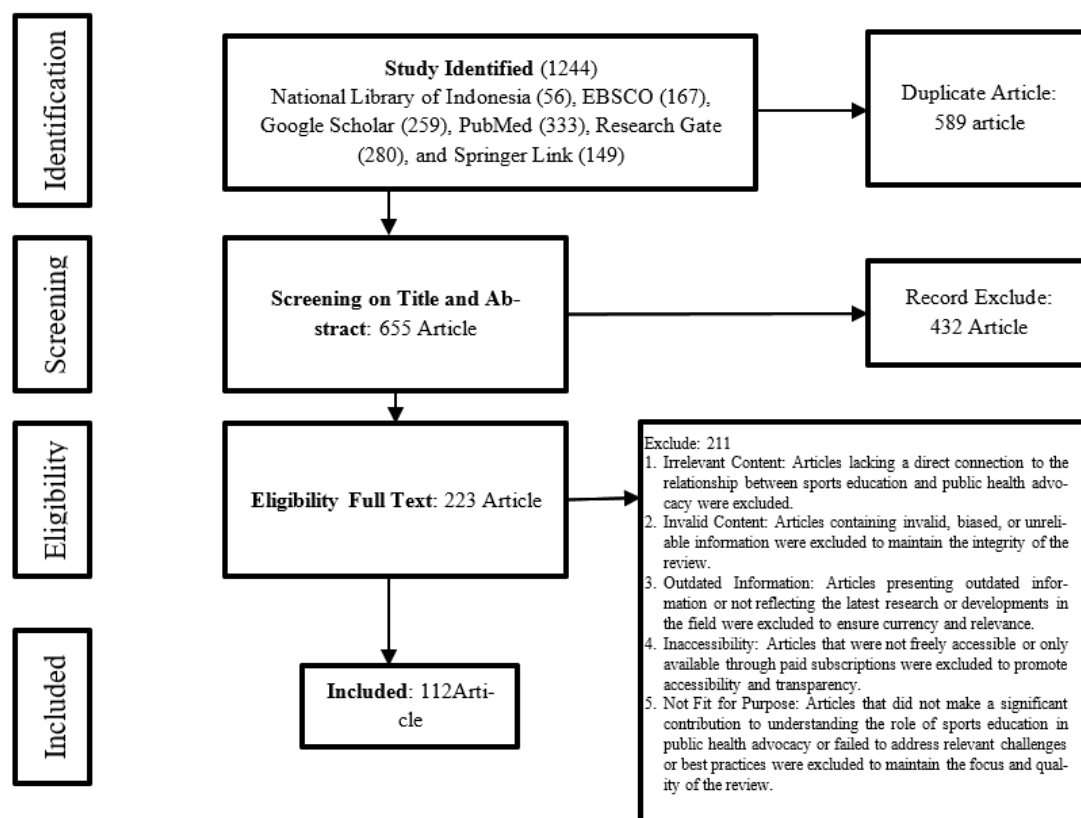 Identification
Study Identified (1244)
National Library of Indonesia (56), EBSCO (167),
Google Scholar (259), PubMed (333), Research Gate
(280), and Springer Link (149)
Duplicate Article:
589 article
Screening
Screening on Title and Ab-
stract: 655 Article
Record Exclude:
432 Article
Eligibility
Eligibility Full Text: 223 Article
Exclude: 211
1. Irrelevant Content: Articles lacking a direct connection to the
relationship between sports education and public health advo-
cacy were excluded.
2. Invalid Content: Articles containing invalid, biased, or unreli-
able information were excluded to maintain the integrity of the
review.
3. Outdated Information: Articles presenting outdated infor-
mation or not reflecting the latest research or developments in
the field were excluded to ensure currency and relevance.
4. Inaccessibility: Articles that were not freely accessible or only
available through paid subscriptions were excluded to promote
accessibility and transparency.
5. Not Fit for Purpose: Articles that did not make a significant
contribution to understanding the role of sports education in
public health advocacy or failed to address relevant challenges
or best practices were excluded to maintain the focus and qual-
ity of the review.
Included
Included: 112Arti-
cle